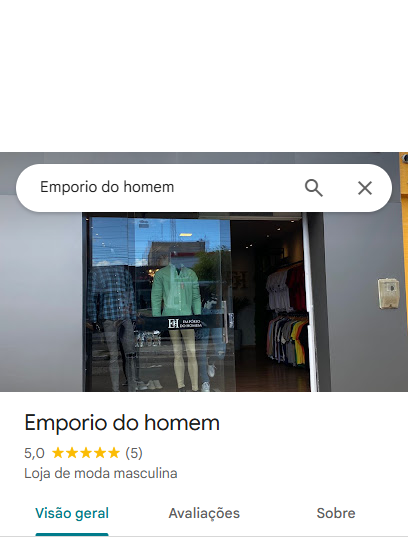 Emporio do homem
EH EMPÓRIO
DO HOMEM
Emporio do homem
5,0 ★★★★★ (5)
Loja de moda masculina
Visão geral Avaliações Sobre